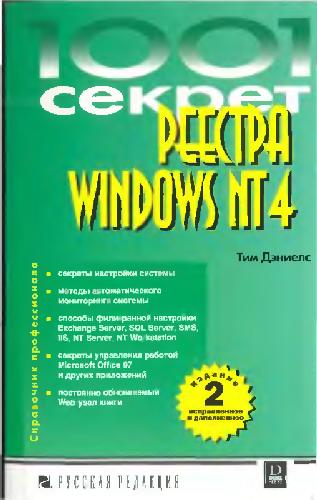 1001
секрет
РЕЕСТРА
WINDOWS NT 4
Тим Дэниелс
Справочник профессионала
секреты настройки системы
методы автоматического
мониторинга системы
способы филигранной настройки
Exchange Server, SQL Server, SMS,
IIS, NT Server, NT Workstation
секреты управления работой
Microsoft Office 97
и других приложений
постоянно обновляемый
Web-узел книги
издание
2
исправленное
и дополненное
РУССКАЯ РЕДАКЦИЯ